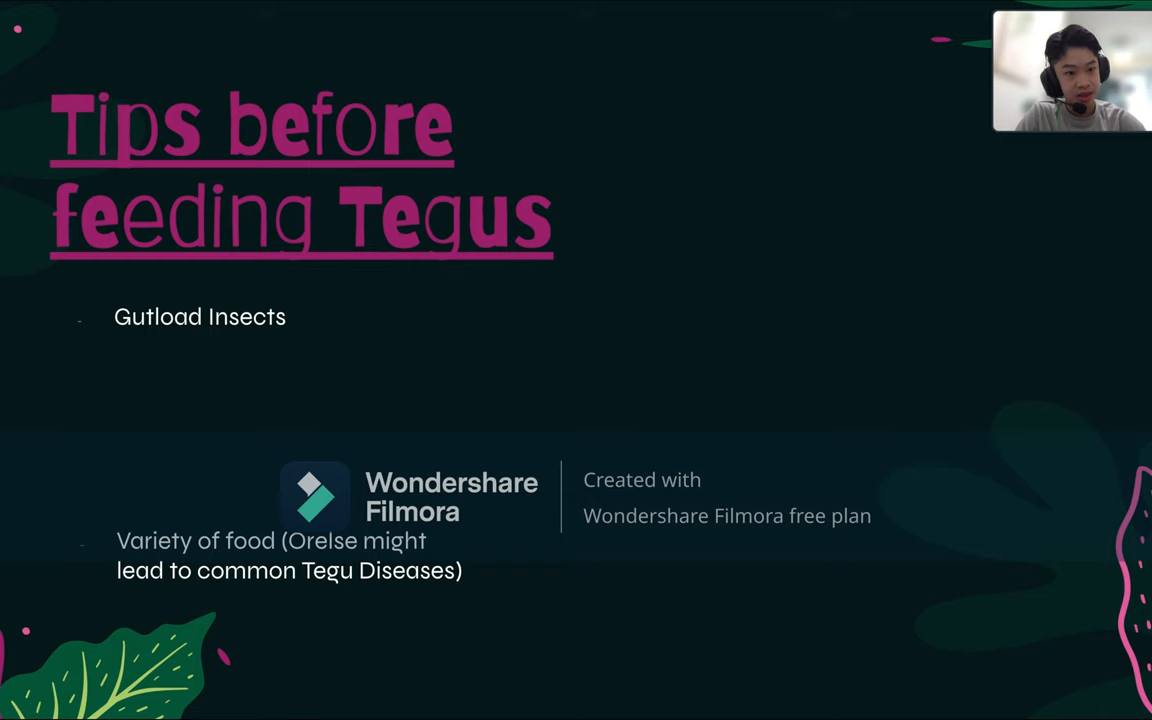 Tips before
feeding Tegus
- Gutload Insects
Wondershare
Filmora
Created with
Wondershare Filmora free plan
- Variety of food (Orelse might
lead to common Tegu Diseases)